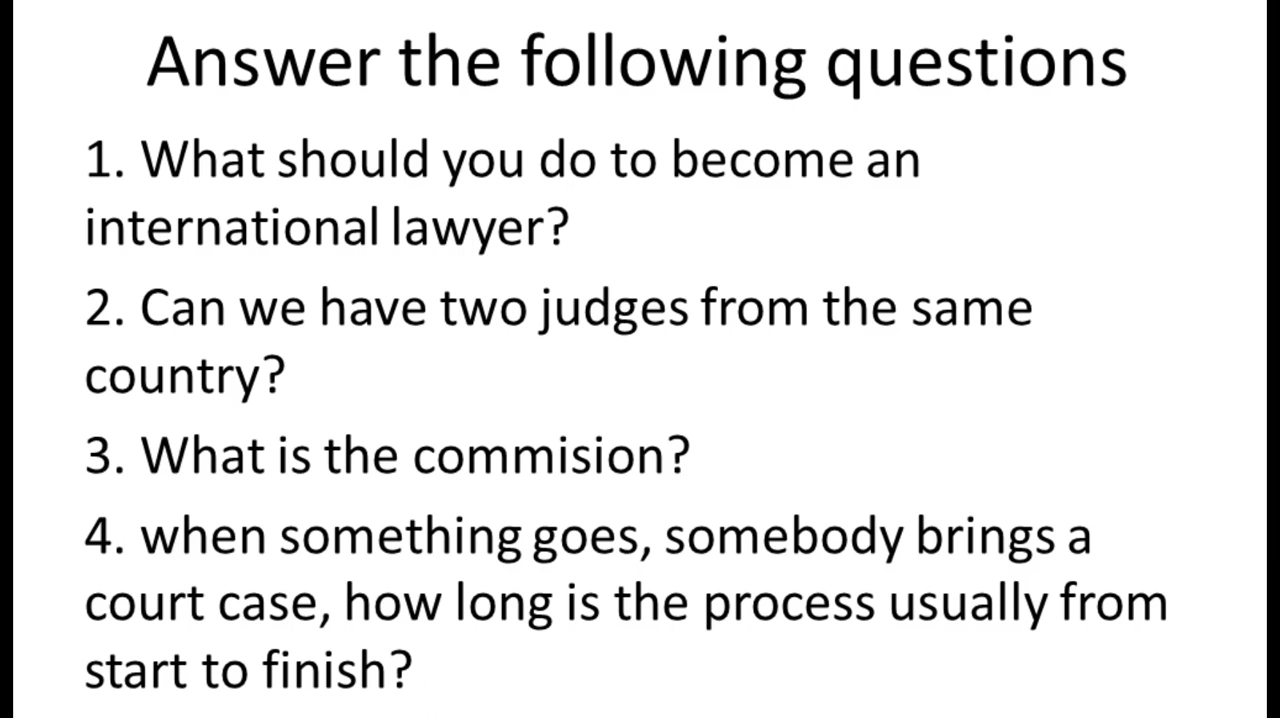 Answer the following questions
1. What should you do to become an
international lawyer?
2. Can we have two judges from the same
country?
3. What is the commision?
4. when something goes, somebody brings a
court case, how long is the process usually from
start to finish?